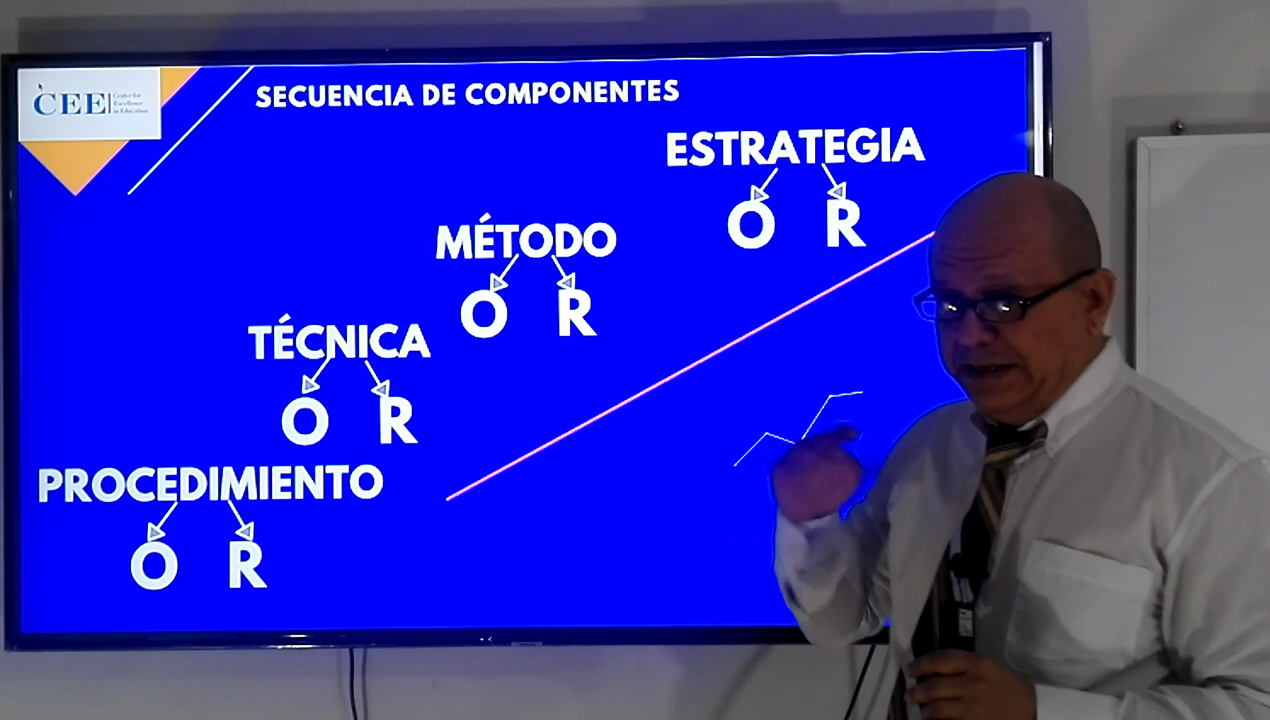 CEE
Center for
Excellence
in Education
SECUENCIA DE COMPONENTES
ESTRATEGIA
O R
MÉTODO
O R
TÉCNICA
O R
PROCEDIMIENTO
O R